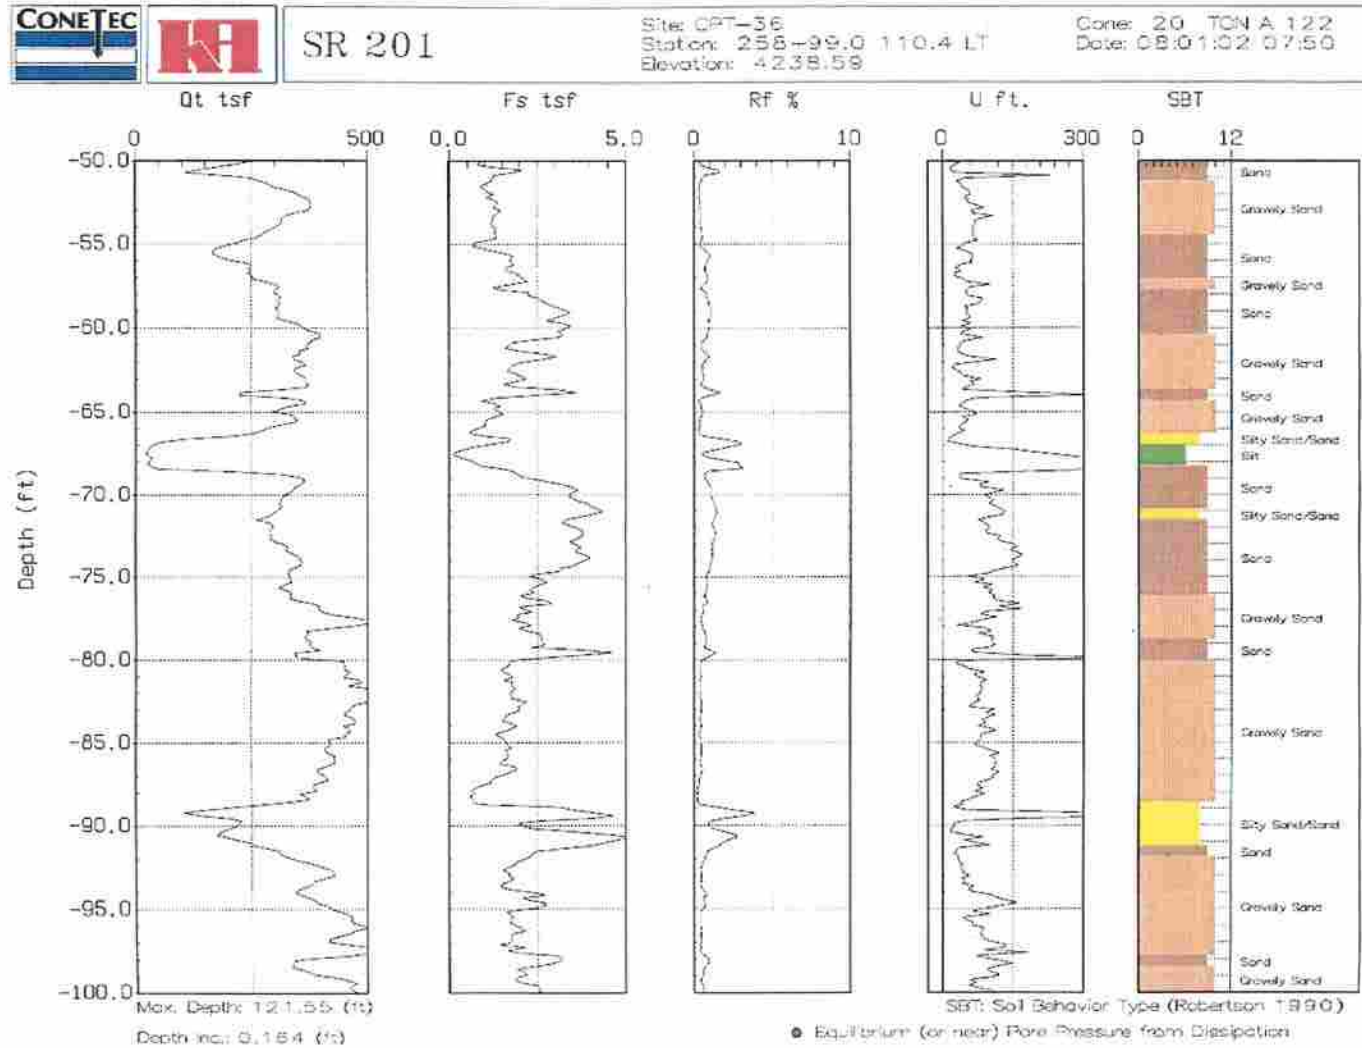 CONETEC
KA
SR 201
Site: CPT-36
Station: 258-99.0 110.4 LT
Elevation: 4238.59
Cone: 20 TON A 122
Date: 08:01:02 07:50
Qt tsf
Fs tsf
Rf %
U ft.
SBT
0 500
0.0 5.0
0 10
0 300
0 12
Depth (ft)
-50.0
-55.0
-60.0
-65.0
-70.0
-75.0
-80.0
-85.0
-90.0
-95.0
-100.0
Sand
Gravely Sand
Sand
Gravely Sand
Sand
Gravely Sand
Sand
Gravely Sand
Silty Sand/Sand
Silt
Sand
Silty Sand/Sand
Sand
Gravely Sand
Sand
Gravely Sand
Silty Sand/Sand
Sand
Gravely Sand
Sand
Gravely Sand
Max. Depth: 121.55 (ft)
Depth Inc.: 0.164 (ft)
SBT: Soil Behavior Type (Robertson 1990)
Equilibrium (or near) Pore Pressure from Dissipation